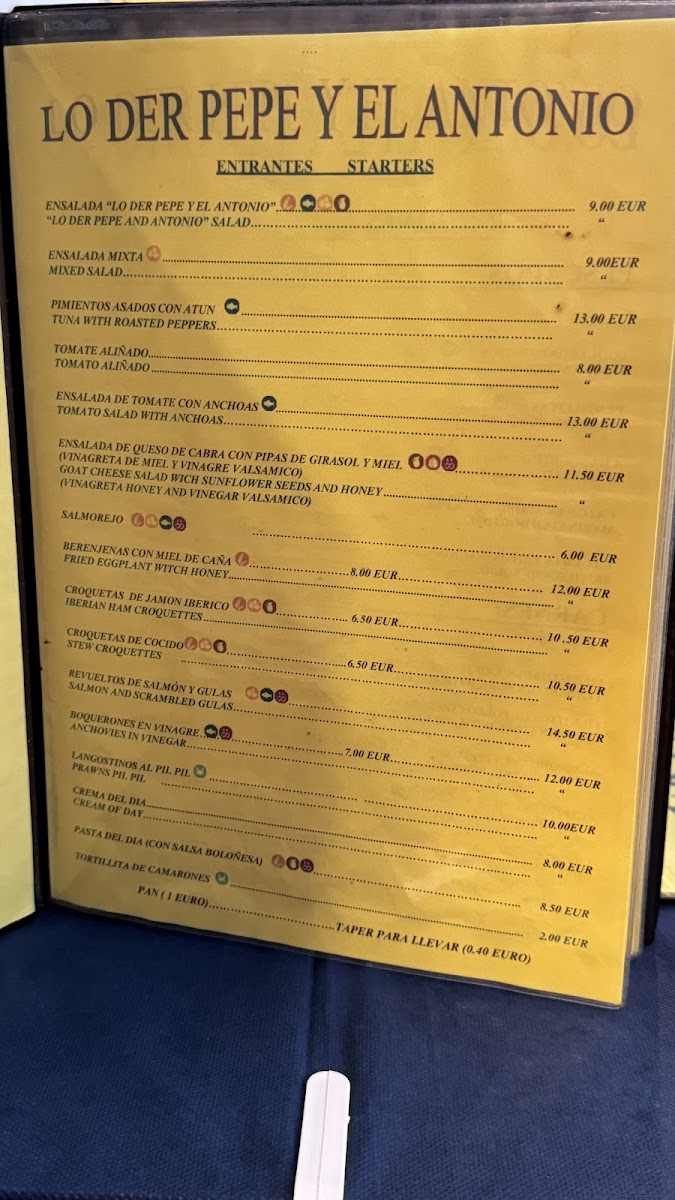 LO DER PEPE Y EL ANTONIO
ENTRANTES STARTERS
ENSALADA “LO DER PEPE Y EL ANTONIO” 9.00 EUR
“LO DER PEPE AND ANTONIO” SALAD “
ENSALADA MIXTA 9.00EUR
MIXED SALAD “
PIMIENTOS ASADOS CON ATUN 13.00 EUR
TUNA WITH ROASTED PEPPERS “
TOMATE ALIÑADO 8.00 EUR
TOMATO ALIÑADO “
ENSALADA DE TOMATE CON ANCHOAS 13.00 EUR
TOMATO SALAD WITH ANCHOAS “
ENSALADA DE QUESO DE CABRA CON PIPAS DE GIRASOL Y MIEL 11.50 EUR
(VINAGRETA DE MIEL Y VINAGRE VALSAMICO)
GOAT CHEESE SALAD WICH SUNFLOWER SEEDS AND HONEY “
(VINAGRETA HONEY AND VINEGAR VALSAMICO)
SALMOREJO 6.00 EUR
BERENJENAS CON MIEL DE CAÑA 8.00 EUR 12.00 EUR
FRIED EGGPLANT WITCH HONEY “
CROQUETAS DE JAMON IBERICO 6.50 EUR 10.50 EUR
IBERIAN HAM CROQUETTES “
CROQUETAS DE COCIDO 6.50 EUR 10.50 EUR
STEW CROQUETTES “
REVUELTOS DE SALMÓN Y GULAS 14.50 EUR
SALMON AND SCRAMBLED GULAS “
BOQUERONES EN VINAGRE 7.00 EUR 12.00 EUR
ANCHOVIES IN VINEGAR “
LANGOSTINOS AL PIL PIL 10.00EUR
PRAWNS PIL PIL “
CREMA DEL DIA 8.00 EUR
CREAM OF DAY “
PASTA DEL DIA (CON SALSA BOLOÑESA) 8.50 EUR
TORTILLITA DE CAMARONES 2.00 EUR
PAN ( 1 EURO) TAPER PARA LLEVAR (0.40 EURO)